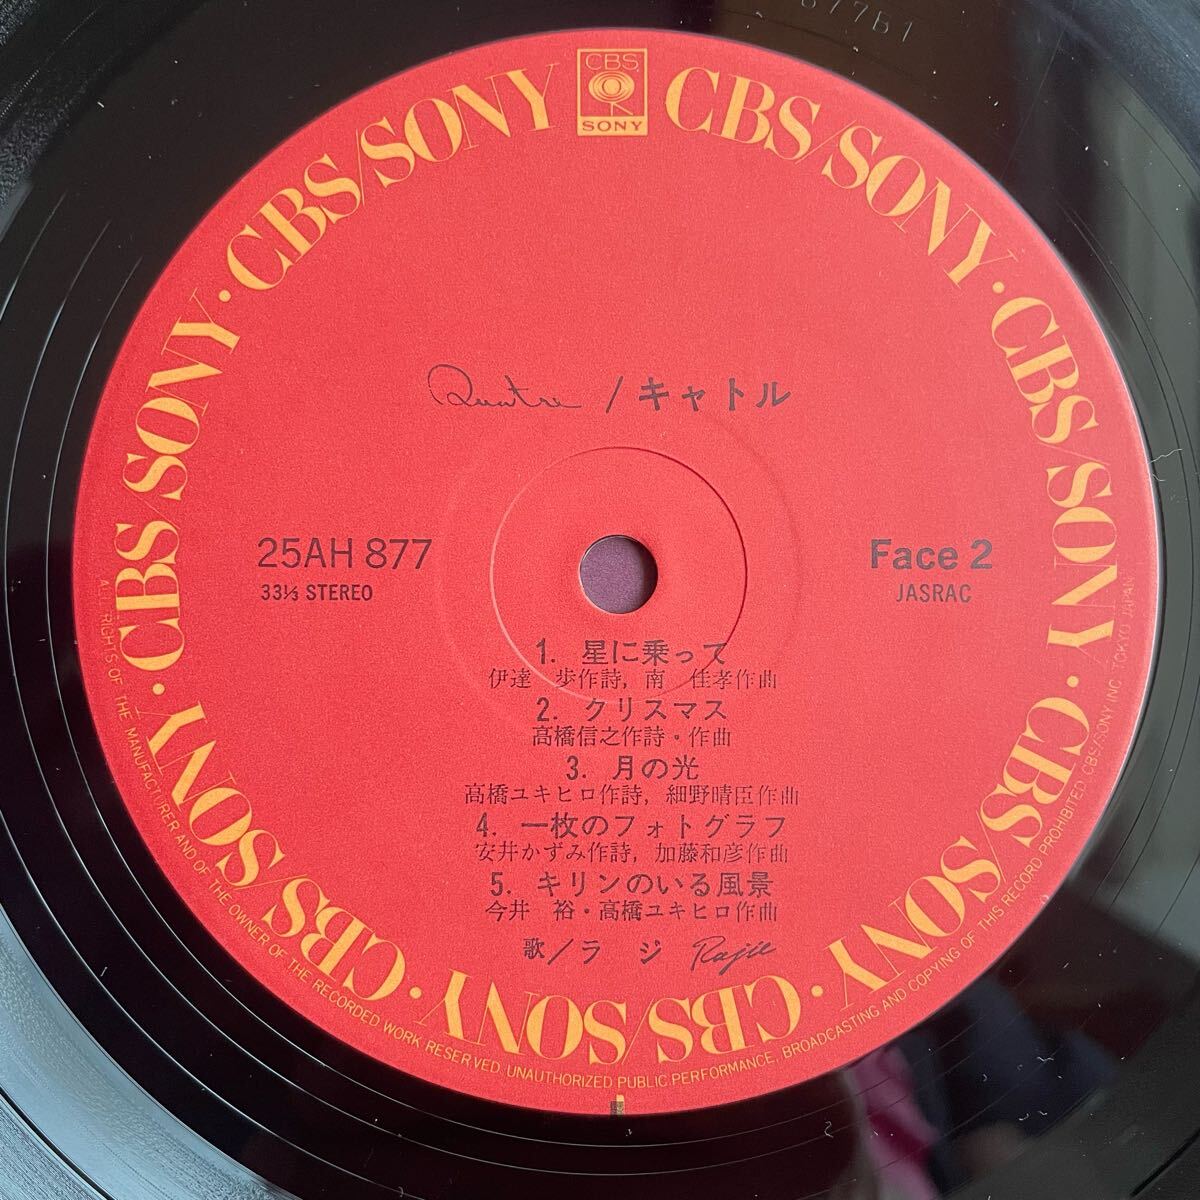 877B1
CBS
SONY
CBS/SONY · CBS/SONY · CBS/SONY · CBS/SONY · CBS/SONY · CBS/SONY · CBS/SONY · CBS/SONY
Quatre / キャトル
25AH 877
33⅓ STEREO
Face 2
JASRAC
1. 星に乗って
伊達 歩作詩, 南 佳孝作曲
2. クリスマス
高橋信之作詩・作曲
3. 月の光
高橋ユキヒロ作詩, 細野晴臣作曲
4. 一枚のフォトグラフ
安井かずみ作詩, 加藤和彦作曲
5. キリンのいる風景
今井 裕・高橋ユキヒロ作曲
歌/ラジ Rajie
ALL RIGHTS OF THE MANUFACTURER AND OF THE OWNER OF THE RECORDED WORK RESERVED. UNAUTHORIZED PUBLIC PERFORMANCE, BROADCASTING AND COPYING OF THIS RECORD PROHIBITED. CBS/SONY INC. TOKYO JAPAN
2